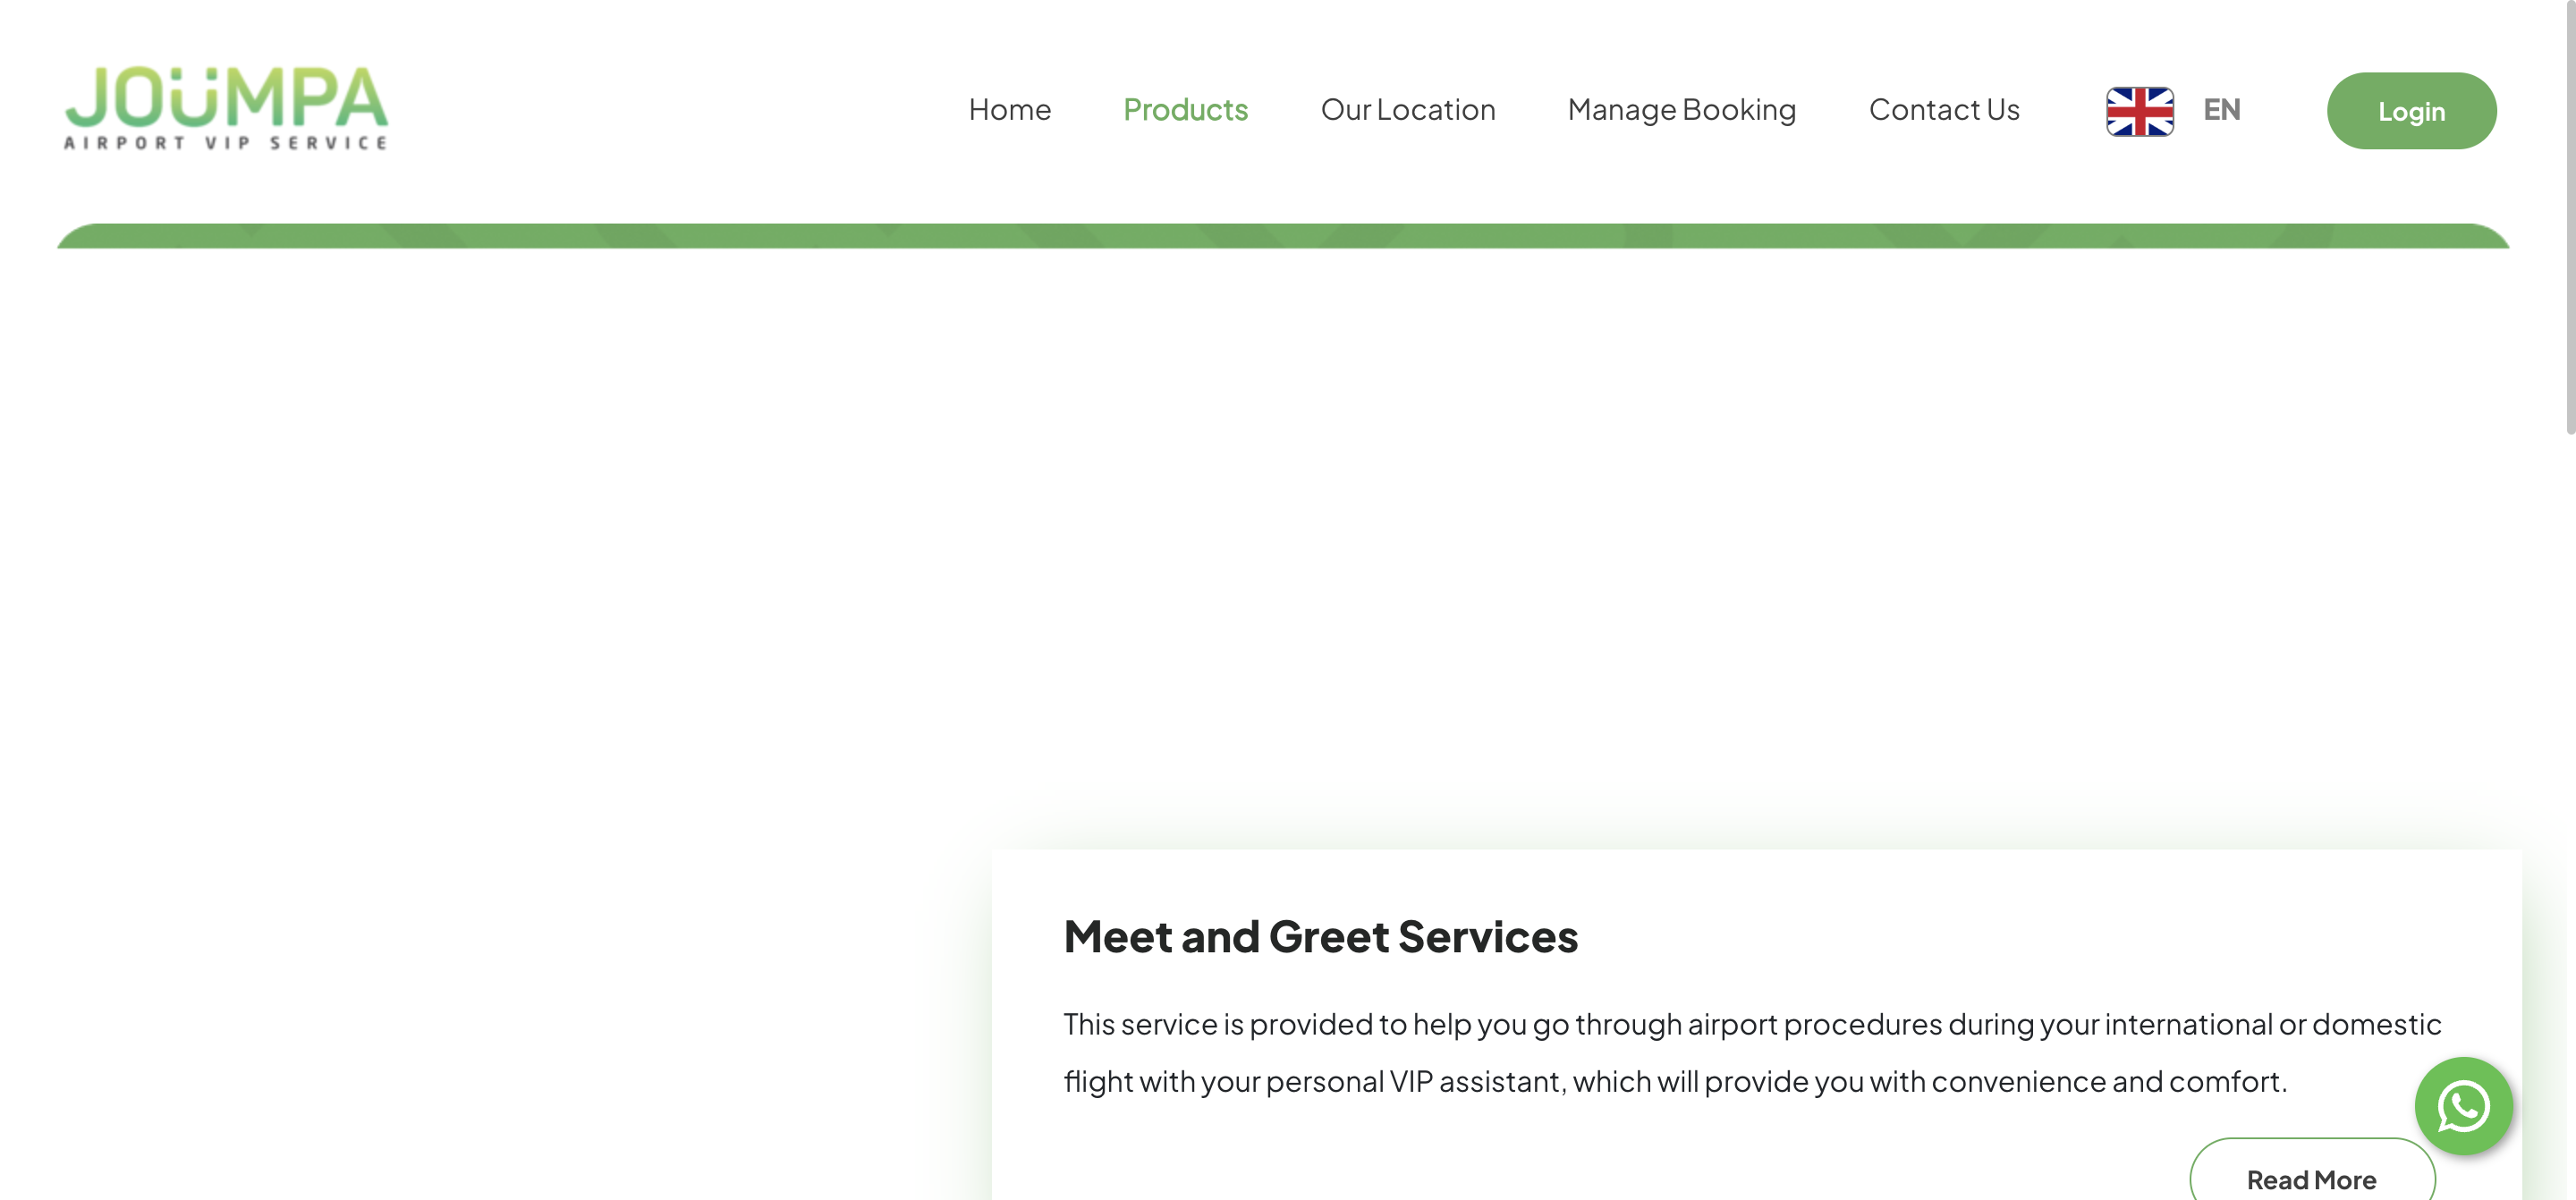 JOÜMPA
AIRPORT VIP SERVICE
Home
Products
Our Location
Manage Booking
Contact Us
EN
Login
Meet and Greet Services
This service is provided to help you go through airport procedures during your international or domestic
flight with your personal VIP assistant, which will provide you with convenience and comfort.
Read More